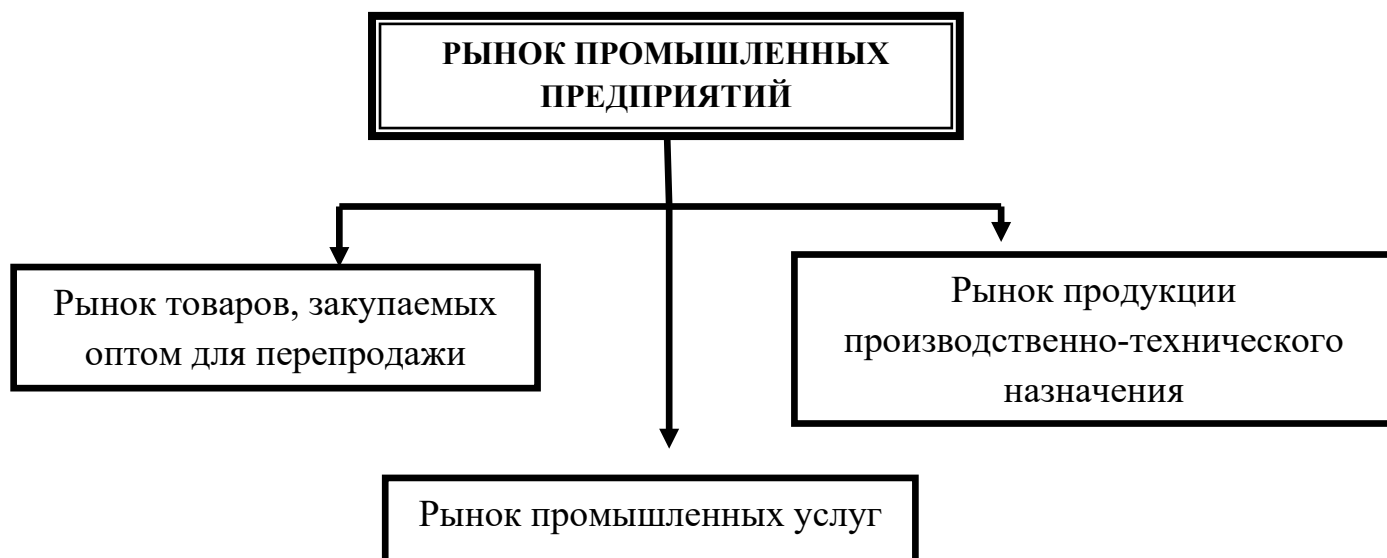 РЫНОК ПРОМЫШЛЕННЫХ
ПРЕДПРИЯТИЙ
Рынок товаров, закупаемых
оптом для перепродажи
Рынок продукции
производственно-технического
назначения
Рынок промышленных услуг